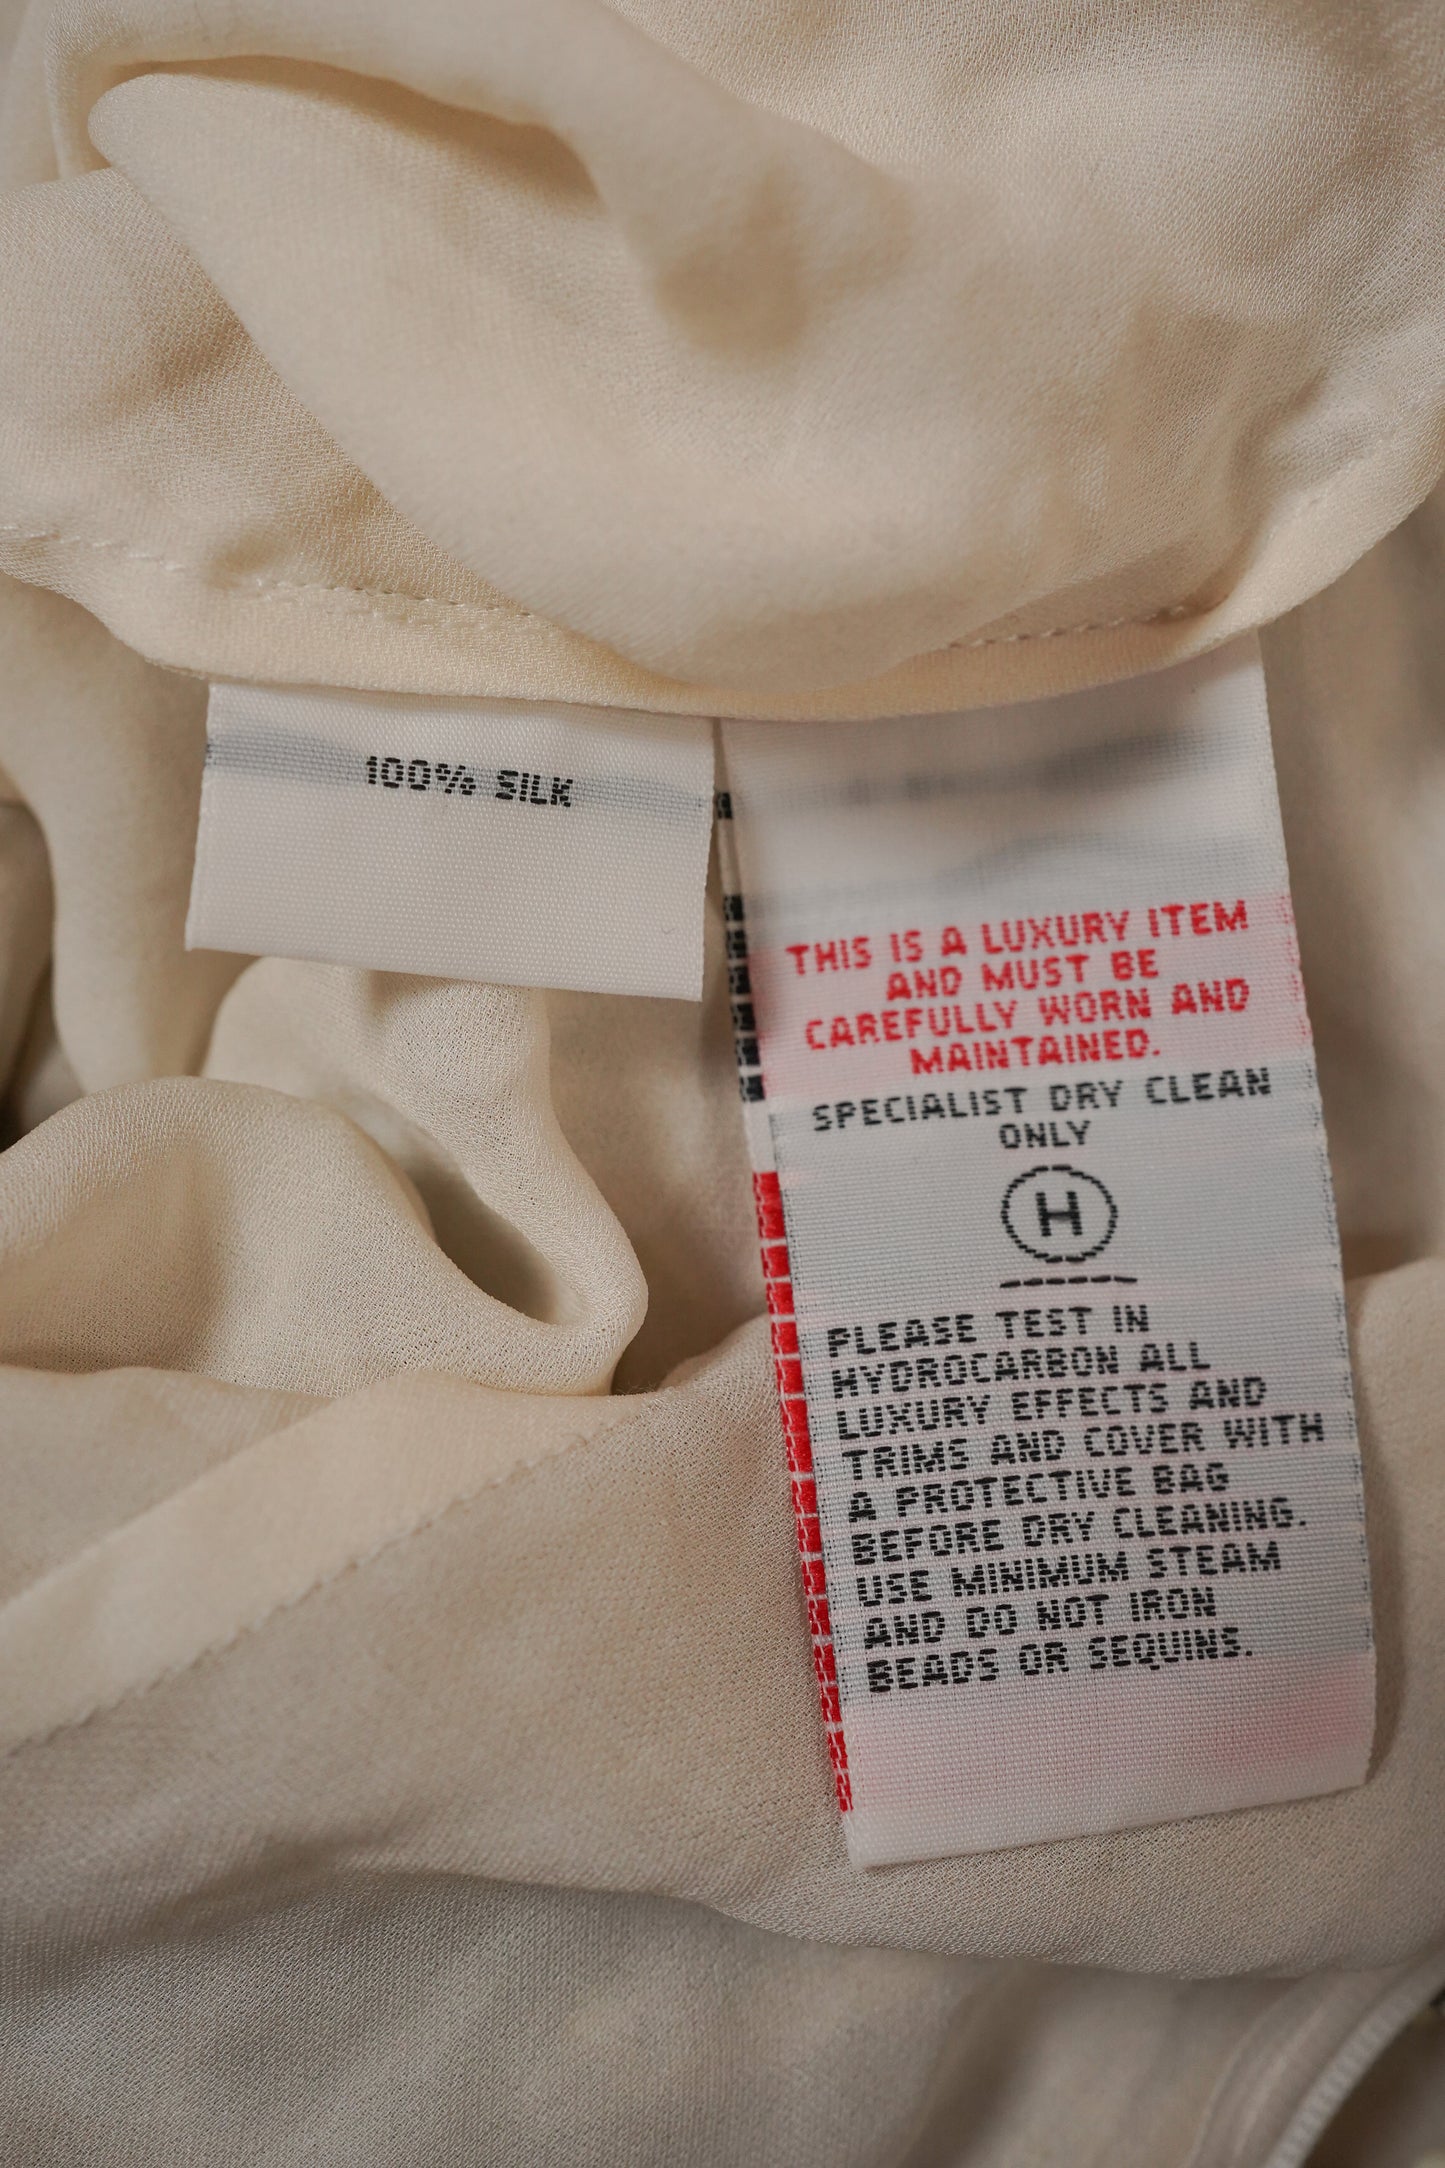 100% SILK
THIS IS A LUXURY ITEM
AND MUST BE
CAREFULLY WORN AND
MAINTAINED.
SPECIALIST DRY CLEAN
ONLY
H
PLEASE TEST IN
HYDROCARBON ALL
LUXURY EFFECTS AND
TRIMS AND COVER WITH
A PROTECTIVE BAG
BEFORE DRY CLEANING.
USE MINIMUM STEAM
AND DO NOT IRON
BEADS OR SEQUINS.